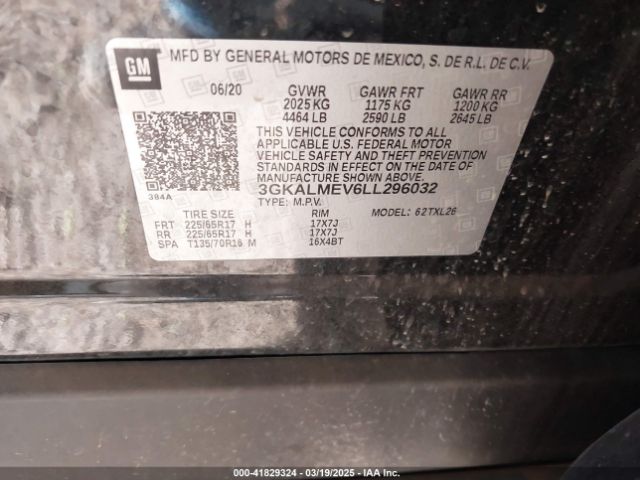 GM
MFD BY GENERAL MOTORS DE MEXICO, S. DE R.L. DE C.V.
06/20 GVWR GAWR FRT GAWR RR
2025 KG 1175 KG 1200 KG
4464 LB 2590 LB 2645 LB
THIS VEHICLE CONFORMS TO ALL
APPLICABLE U.S. FEDERAL MOTOR
VEHICLE SAFETY AND THEFT PREVENTION
STANDARDS IN EFFECT ON THE DATE OF
MANUFACTURE SHOWN ABOVE.
3GKALMEV6LL296032
384A
TYPE: M.P.V. MODEL: 62TXL26
TIRE SIZE RIM
FRT 225/65R17 H 17X7J
RR 225/65R17 H 17X7J
SPA T135/70R16 M 16X4BT
000-41829324 | 03/19/2025 | IAA Inc.